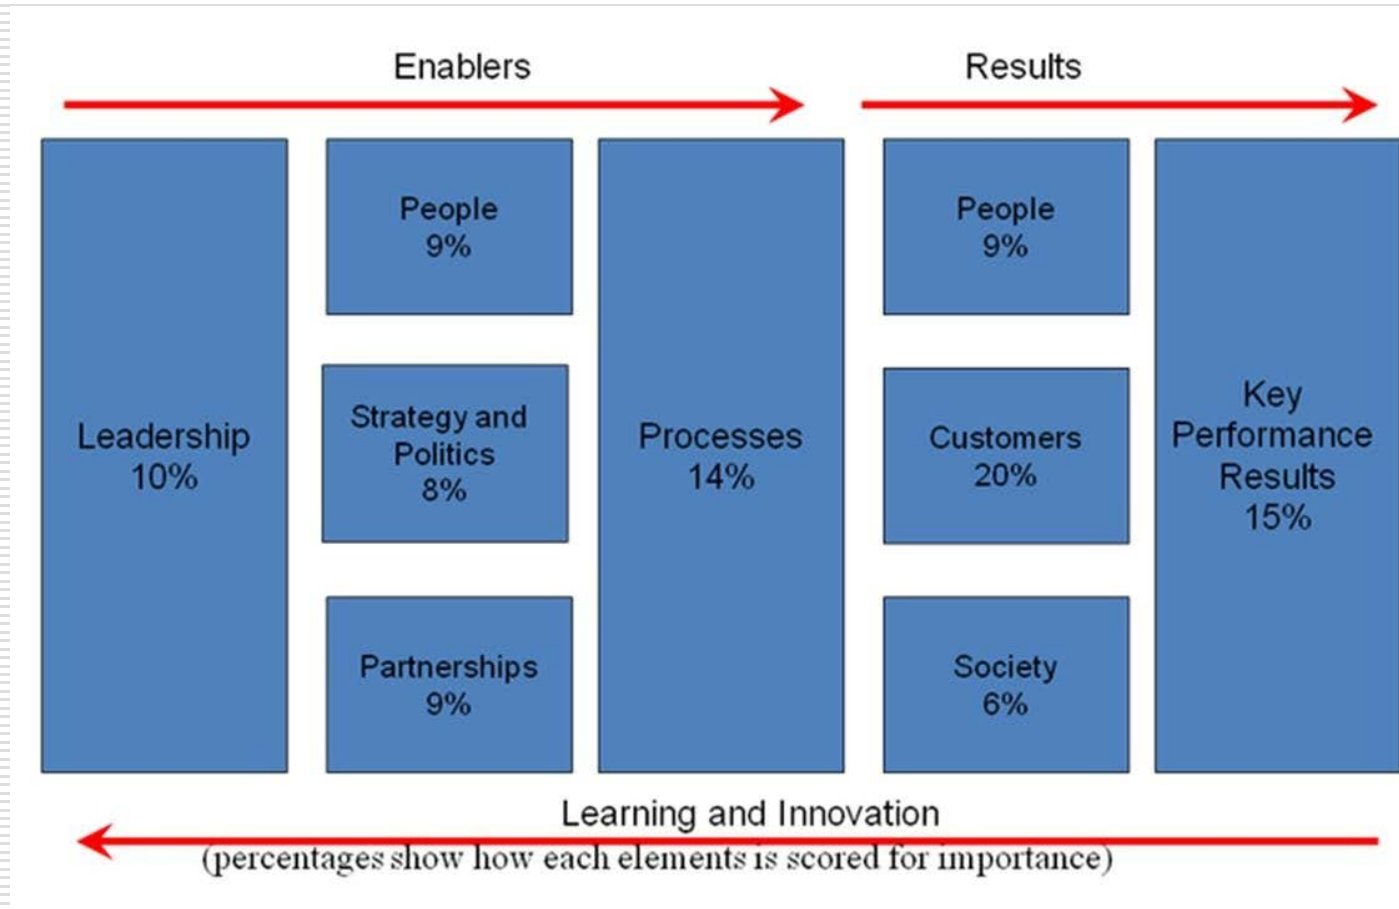 Enablers
Results
Leadership
10%
People
9%
Strategy and
Politics
8%
Partnerships
9%
Processes
14%
People
9%
Customers
20%
Society
6%
Key
Performance
Results
15%
Learning and Innovation
(percentages show how each elements is scored for importance)